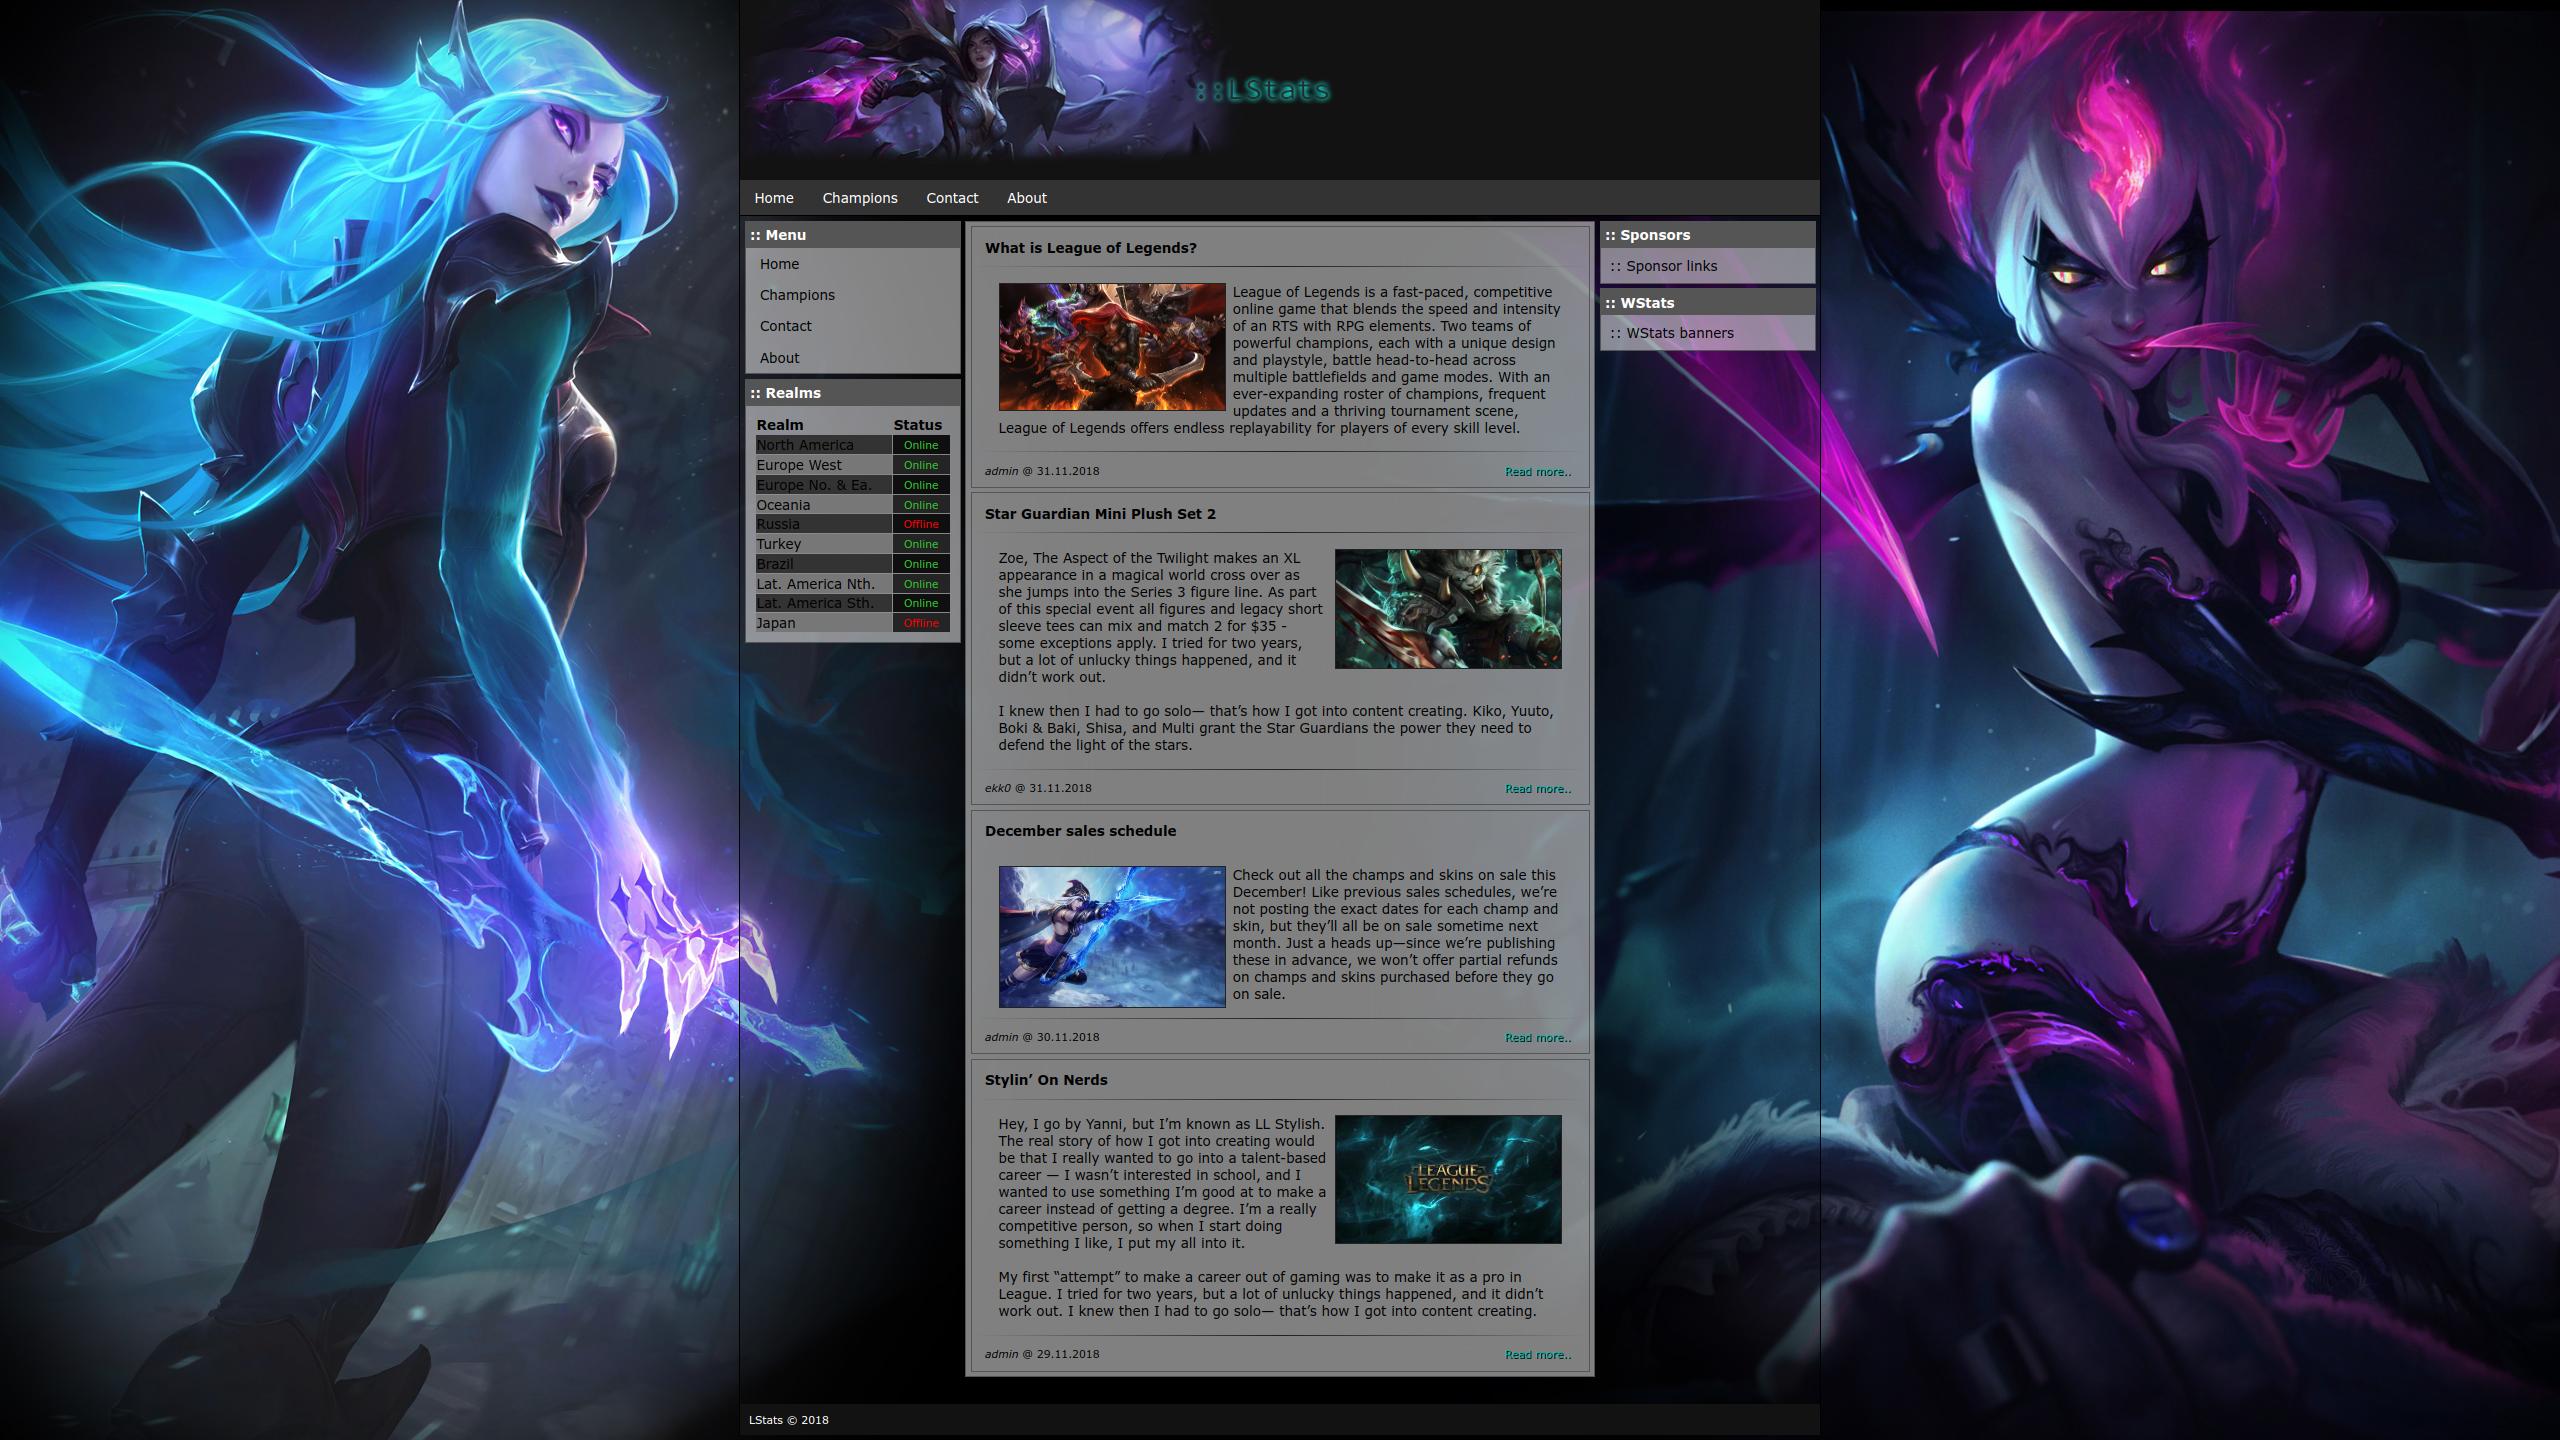 ::LStats
Home Champions Contact About
:: Menu
Home
Champions
Contact
About
:: Realms
Realm Status
North America Online
Europe West Online
Europe No. & Ea. Online
Oceania Online
Russia Offline
Turkey Online
Brazil Online
Lat. America Nth. Online
Lat. America Sth. Online
Japan Offline
What is League of Legends?
League of Legends is a fast-paced, competitive
online game that blends the speed and intensity
of an RTS with RPG elements. Two teams of
powerful champions, each with a unique design
and playstyle, battle head-to-head across
multiple battlefields and game modes. With an
ever-expanding roster of champions, frequent
updates and a thriving tournament scene,
League of Legends offers endless replayability for players of every skill level.
admin @ 31.11.2018 Read more..
Star Guardian Mini Plush Set 2
Zoe, The Aspect of the Twilight makes an XL
appearance in a magical world cross over as
she jumps into the Series 3 figure line. As part
of this special event all figures and legacy short
sleeve tees can mix and match 2 for $35 -
some exceptions apply. I tried for two years,
but a lot of unlucky things happened, and it
didn’t work out.
I knew then I had to go solo— that’s how I got into content creating. Kiko, Yuuto,
Boki & Baki, Shisa, and Multi grant the Star Guardians the power they need to
defend the light of the stars.
ekk0 @ 31.11.2018 Read more..
December sales schedule
Check out all the champs and skins on sale this
December! Like previous sales schedules, we’re
not posting the exact dates for each champ and
skin, but they’ll all be on sale sometime next
month. Just a heads up—since we’re publishing
these in advance, we won’t offer partial refunds
on champs and skins purchased before they go
on sale.
admin @ 30.11.2018 Read more..
Stylin’ On Nerds
Hey, I go by Yanni, but I’m known as LL Stylish.
The real story of how I got into creating would
be that I really wanted to go into a talent-based
career — I wasn’t interested in school, and I
wanted to use something I’m good at to make a
career instead of getting a degree. I’m a really
competitive person, so when I start doing
something I like, I put my all into it.
LEAGUE
LEGENDS
My first “attempt” to make a career out of gaming was to make it as a pro in
League. I tried for two years, but a lot of unlucky things happened, and it didn’t
work out. I knew then I had to go solo— that’s how I got into content creating.
admin @ 29.11.2018 Read more..
:: Sponsors
:: Sponsor links
:: WStats
:: WStats banners
LStats © 2018